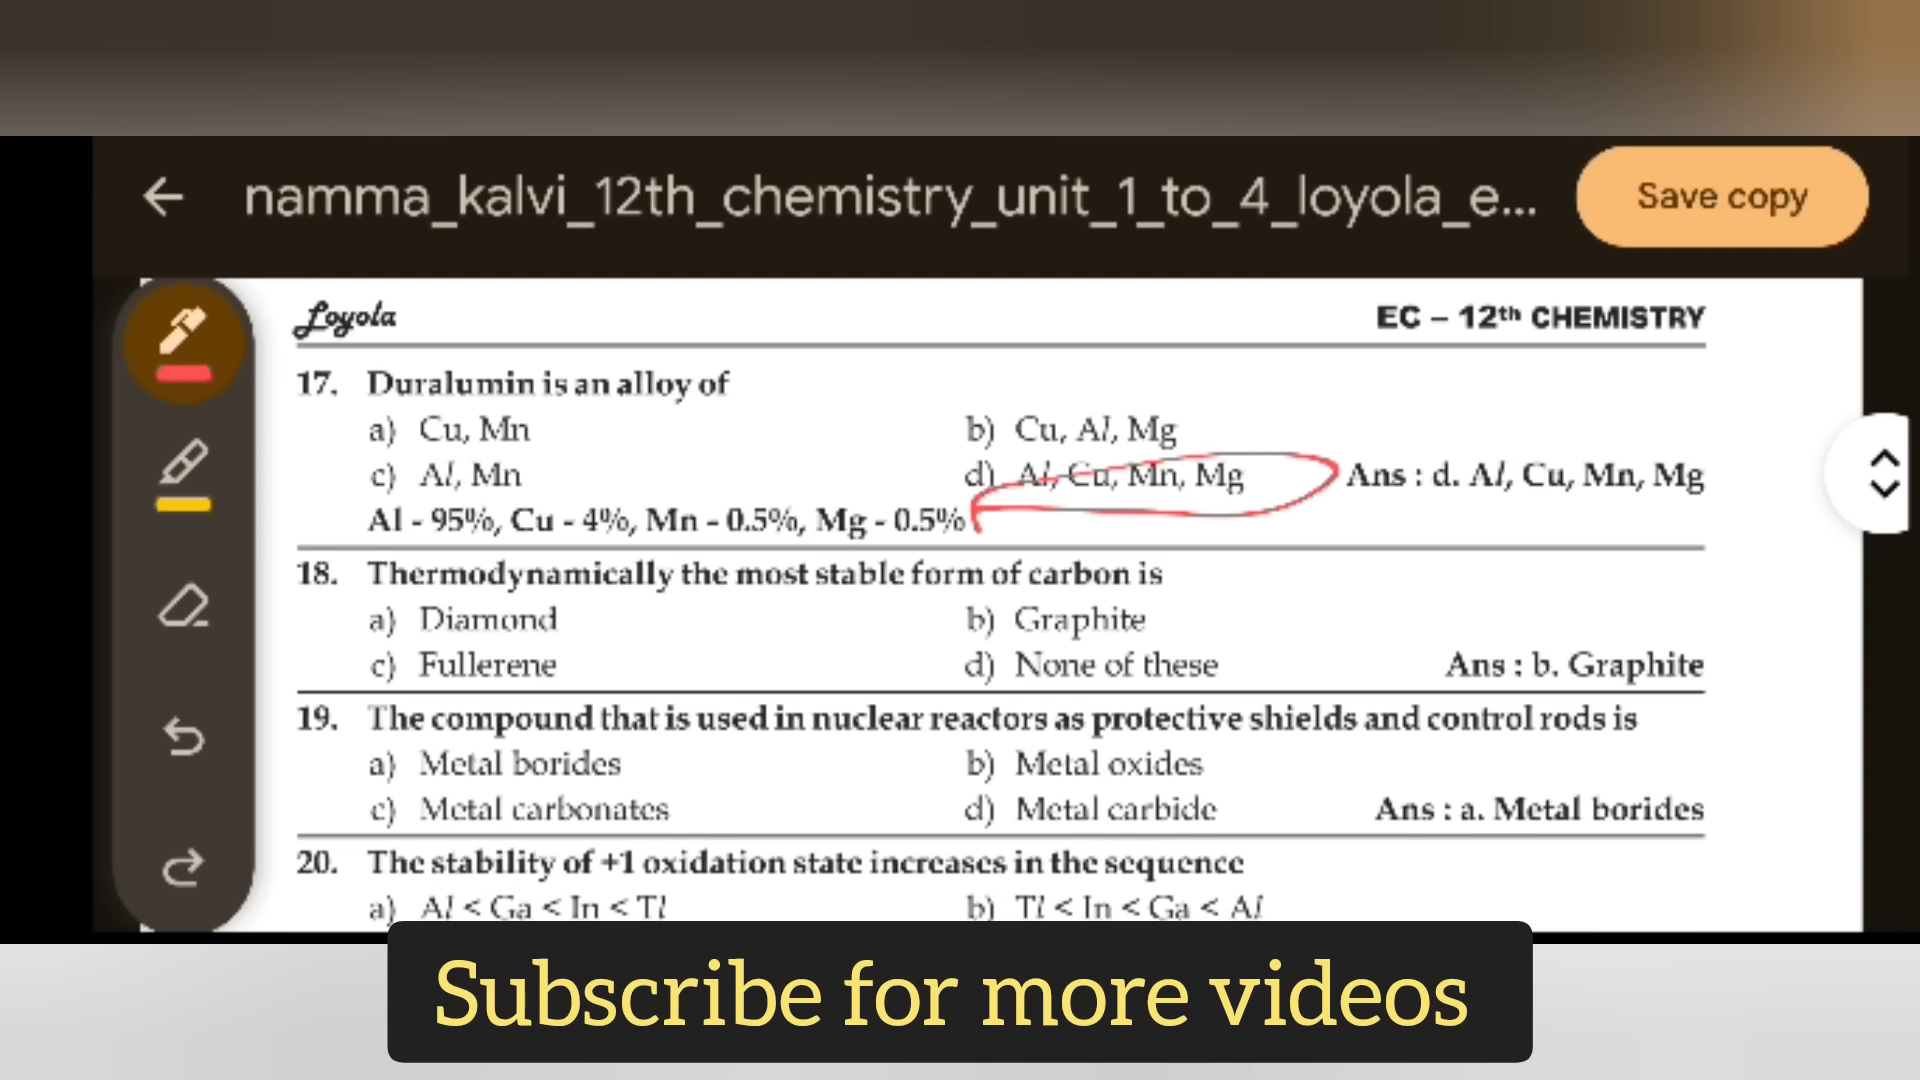 namma_kalvi_12th_chemistry_unit_1_to_4_loyola_e...
Save copy
Loyola
EC – 12th CHEMISTRY
17. Duralumin is an alloy of
a) Cu, Mn
b) Cu, Al, Mg
c) Al, Mn
d) Al, Cu, Mn, Mg
Ans : d. Al, Cu, Mn, Mg
Al - 95%, Cu - 4%, Mn - 0.5%, Mg - 0.5%
18. Thermodynamically the most stable form of carbon is
a) Diamond
b) Graphite
c) Fullerene
d) None of these
Ans : b. Graphite
19. The compound that is used in nuclear reactors as protective shields and control rods is
a) Metal borides
b) Metal oxides
c) Metal carbonates
d) Metal carbide
Ans : a. Metal borides
20. The stability of +1 oxidation state increases in the sequence
a) Al < Ga < In < Tl
b) Tl < In < Ga < Al
Subscribe for more videos